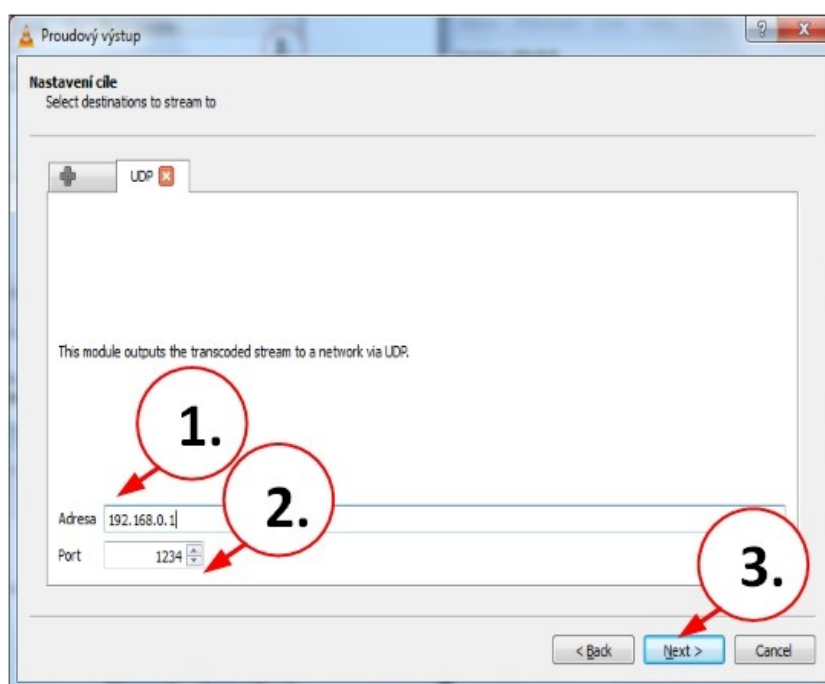 Proudový výstup
Nastavení cíle
Select destinations to stream to
UDP
This module outputs the transcoded stream to a network via UDP.
1.
2.
Adresa 192.168.0.1
Port 1234
3.
< Back Next > Cancel